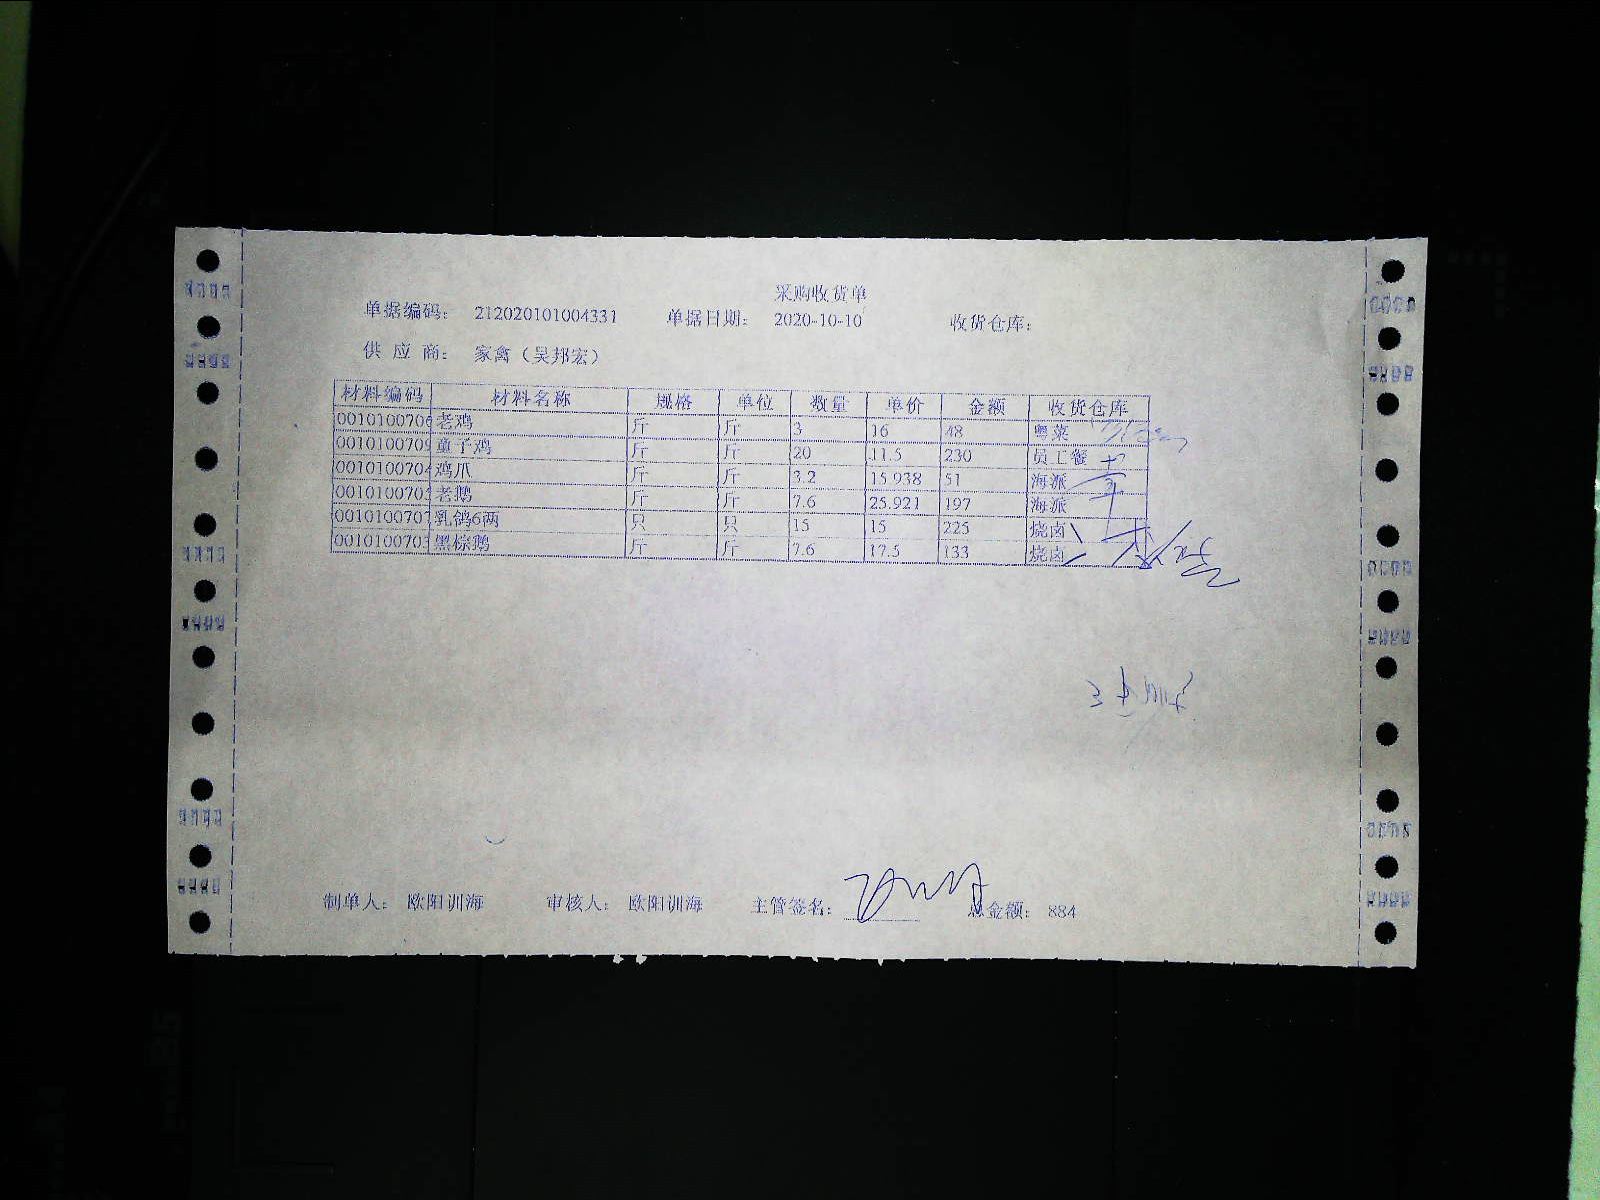 采购收货单
单据编码: 212020101004331 单据日期: 2020-10-10 收货仓库:
供 应 商: 家禽（吴邦宏）
材料编码 材料名称 规格 单位 数量 单价 金额 收货仓库
0010100706 老鸡 斤 斤 3 16 48 粤菜
0010100709 童子鸡 斤 斤 20 11.5 230 员工餐
0010100704 鸡爪 斤 斤 3.2 15.938 51 海派
001010070 老鹅 斤 斤 7.6 25.921 197 海派
0010100707 乳鸽6两 只 只 15 15 225 烧卤
0010100703 黑棕鹅 斤 斤 7.6 17.5 133 烧卤
制单人: 欧阳训海 审核人: 欧阳训海 主管签名: 总金额: 884